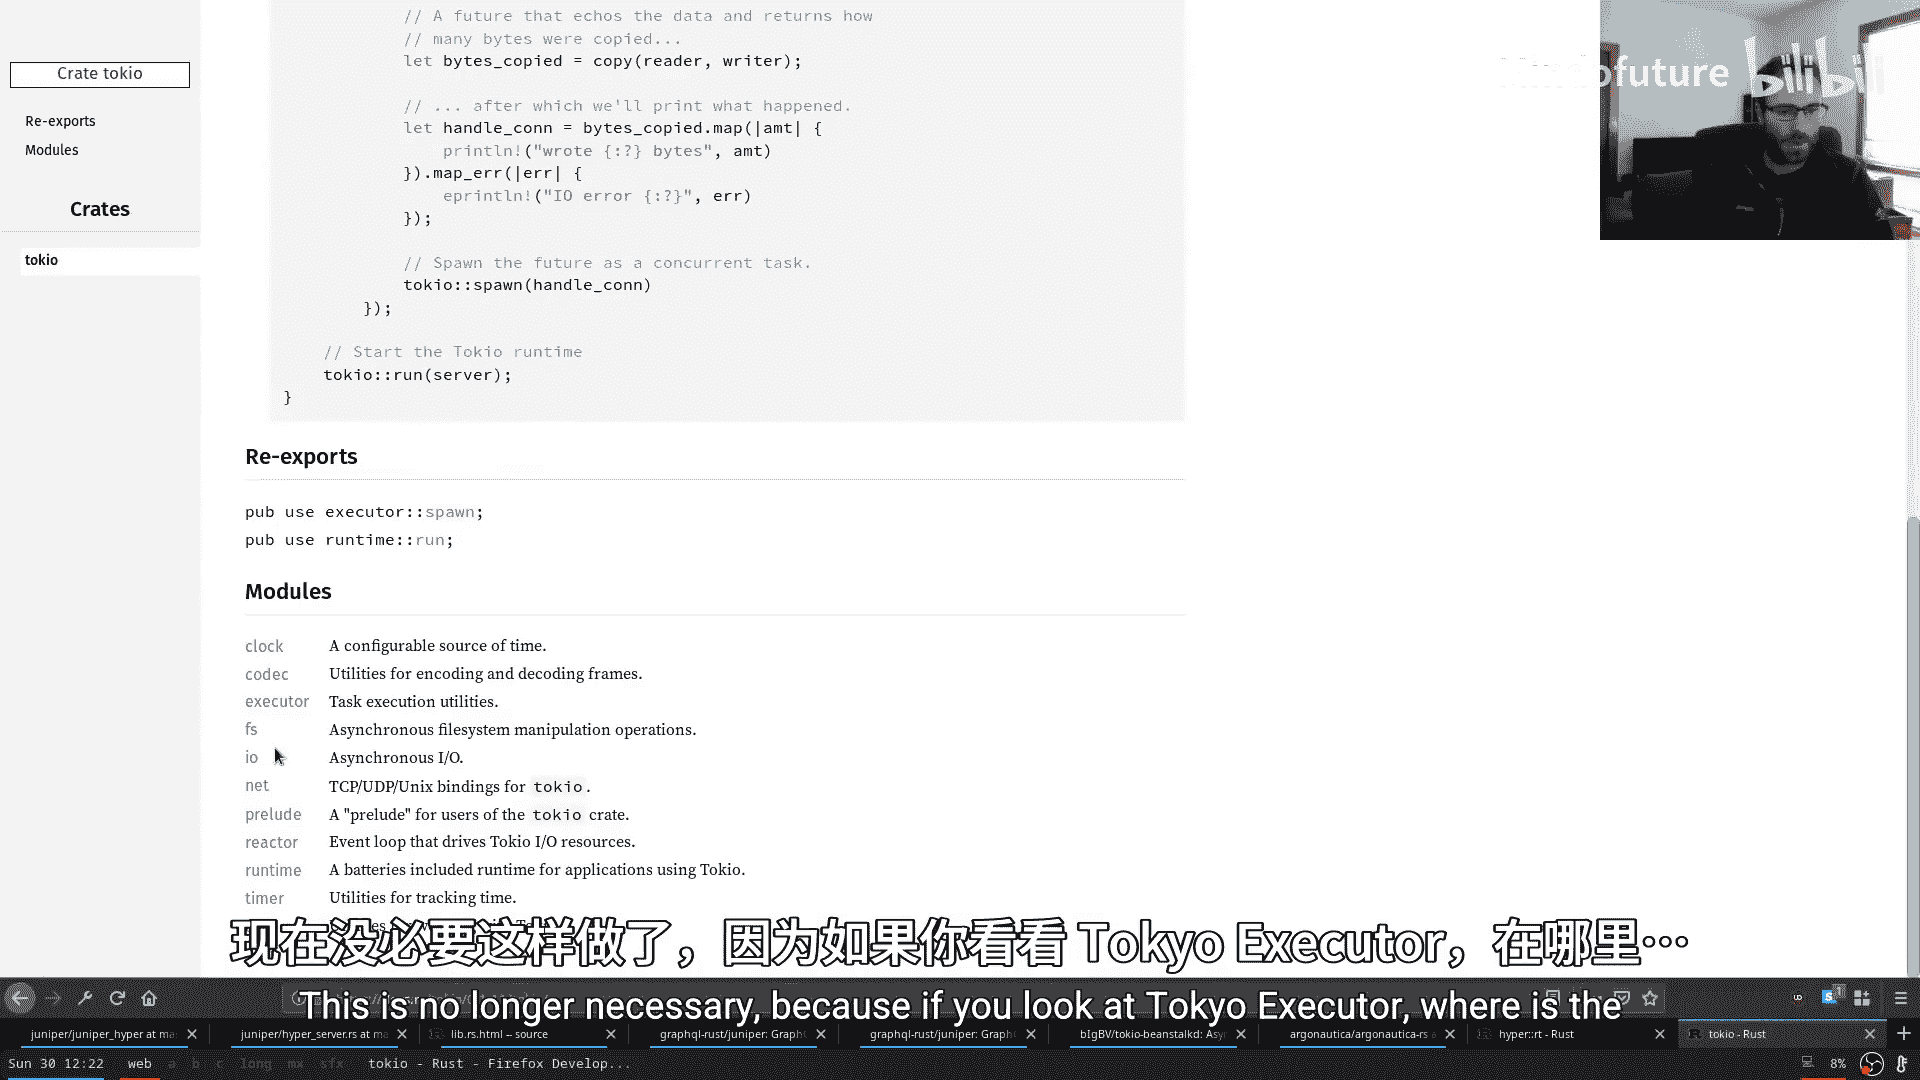 Crate tokio
Re-exports
Modules
Crates
tokio
// A future that echos the data and returns how
// many bytes were copied...
let bytes_copied = copy(reader, writer);
// ... after which we'll print what happened.
let handle_conn = bytes_copied.map(|amt| {
println!("wrote {:?} bytes", amt)
}).map_err(|err| {
eprintln!("IO error {:?}", err)
});
// Spawn the future as a concurrent task.
tokio::spawn(handle_conn)
});
// Start the Tokio runtime
tokio::run(server);
}
Re-exports
pub use executor::spawn;
pub use runtime::run;
Modules
clock A configurable source of time.
codec Utilities for encoding and decoding frames.
executor Task execution utilities.
fs Asynchronous filesystem manipulation operations.
io Asynchronous I/O.
net TCP/UDP/Unix bindings for tokio.
prelude A "prelude" for users of the tokio crate.
reactor Event loop that drives Tokio I/O resources.
runtime A batteries included runtime for applications using Tokio.
timer Utilities for tracking time.
bilibili
现在没必要这样做了，因为如果你看看 Tokyo Executor，在哪里…
This is no longer necessary, because if you look at Tokyo Executor, where is the
juniper/juniper_hyper at ma
juniper/hyper_server.rs at ma
lib.rs.html -- source
graphql-rust/juniper: Graph
graphql-rust/juniper: Graph
bIgBV/tokio-beanstalkd: Asy
argonautica/argonautica-rs
hyper::rt - Rust
tokio - Rust
Sun 30 12:22 web a b c long mx sfx tokio - Rust - Firefox Develop... 8%